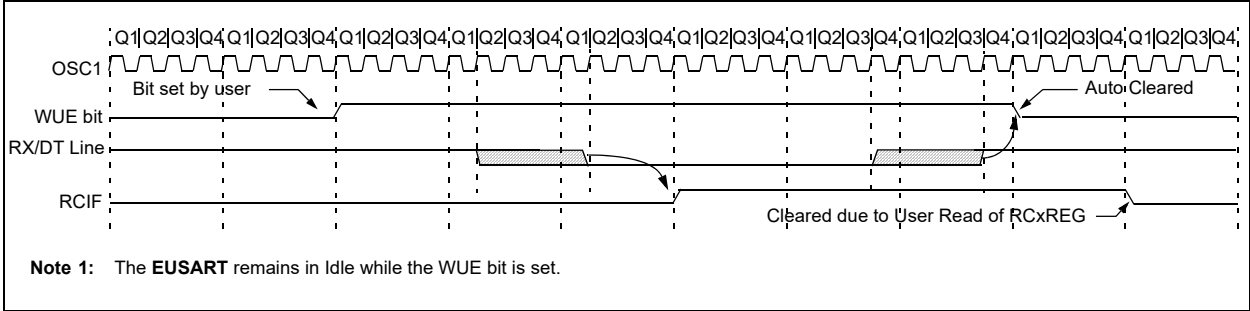 Q1|Q2|Q3|Q4|Q1|Q2|Q3|Q4|Q1|Q2|Q3|Q4|Q1|Q2|Q3|Q4|Q1|Q2|Q3|Q4|Q1|Q2|Q3|Q4|Q1|Q2|Q3|Q4|Q1|Q2|Q3|Q4|Q1|Q2|Q3|Q4|Q1|Q2|Q3|Q4
OSC1
Bit set by user
Auto Cleared
WUE bit
RX/DT Line
RCIF
Cleared due to User Read of RCxREG
Note 1: The EUSART remains in Idle while the WUE bit is set.